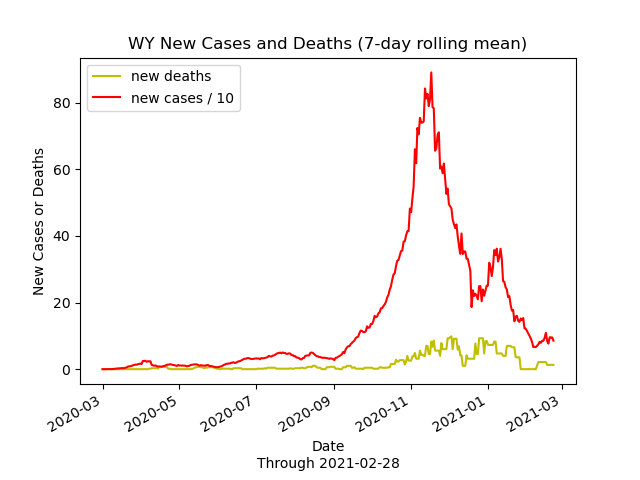 WY New Cases and Deaths (7-day rolling mean)
new deaths
new cases / 10
80
60
40
20
0
New Cases or Deaths
2020-03
2020-05
2020-07
2020-09
2020-11
2021-01
2021-03
Date
Through 2021-02-28